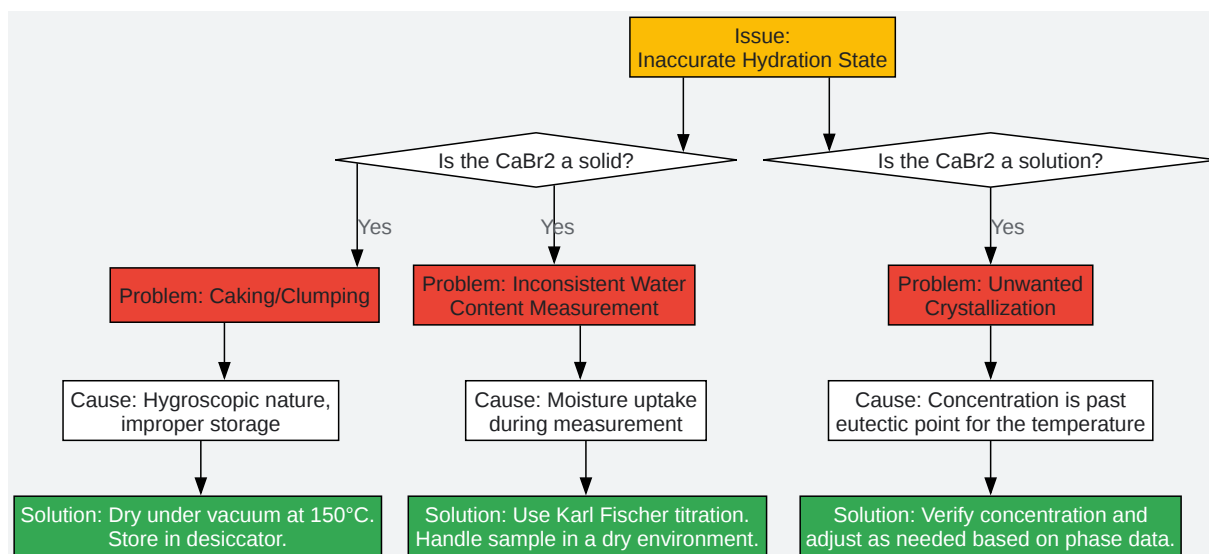 Issue:
Inaccurate Hydration State
Is the CaBr2 a solid?
Is the CaBr2 a solution?
Yes
Yes
Yes
Problem: Caking/Clumping
Problem: Inconsistent Water
Content Measurement
Problem: Unwanted
Crystallization
Cause: Hygroscopic nature,
improper storage
Cause: Moisture uptake
during measurement
Cause: Concentration is past
eutectic point for the temperature
Solution: Dry under vacuum at 150°C.
Store in desiccator.
Solution: Use Karl Fischer titration.
Handle sample in a dry environment.
Solution: Verify concentration and
adjust as needed based on phase data.